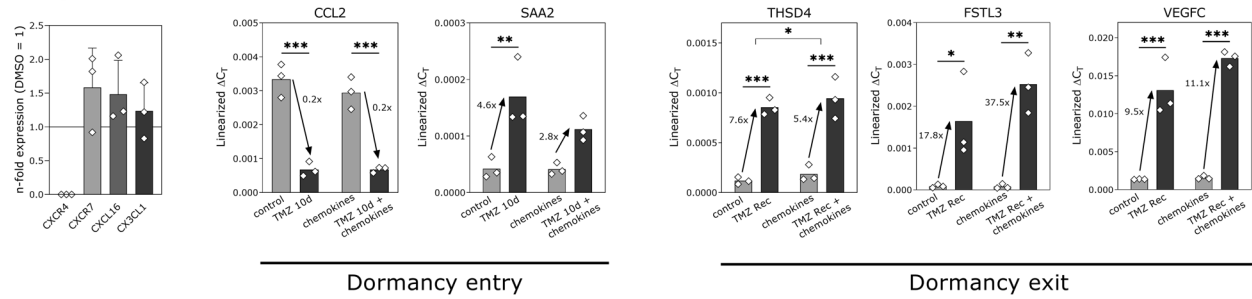 n-fold expression (DMSO = 1)
2.5
2.0
1.5
1.0
0.5
0.0
CXCR4
CXCR7
CXCL16
CX3CL1
CCL2
Linearized ΔC_T
0.005
0.004
0.003
0.002
0.001
0.000
***
***
0.2x
0.2x
control
TMZ 10d
chemokines
TMZ 10d +
chemokines
SAA2
Linearized ΔC_T
0.0003
0.0002
0.0001
0.0000
**
4.6x
2.8x
control
TMZ 10d
chemokines
TMZ 10d +
chemokines
Dormancy entry
THSD4
Linearized ΔC_T
0.0015
0.0010
0.0005
0.0000
*
***
***
7.6x
5.4x
control
TMZ Rec
chemokines
TMZ Rec +
chemokines
FSTL3
Linearized ΔC_T
0.004
0.003
0.002
0.001
0.000
*
**
17.8x
37.5x
control
TMZ Rec
chemokines
TMZ Rec +
chemokines
VEGFC
Linearized ΔC_T
0.020
0.015
0.010
0.005
0.000
***
***
9.5x
11.1x
control
TMZ Rec
chemokines
TMZ Rec +
chemokines
Dormancy exit